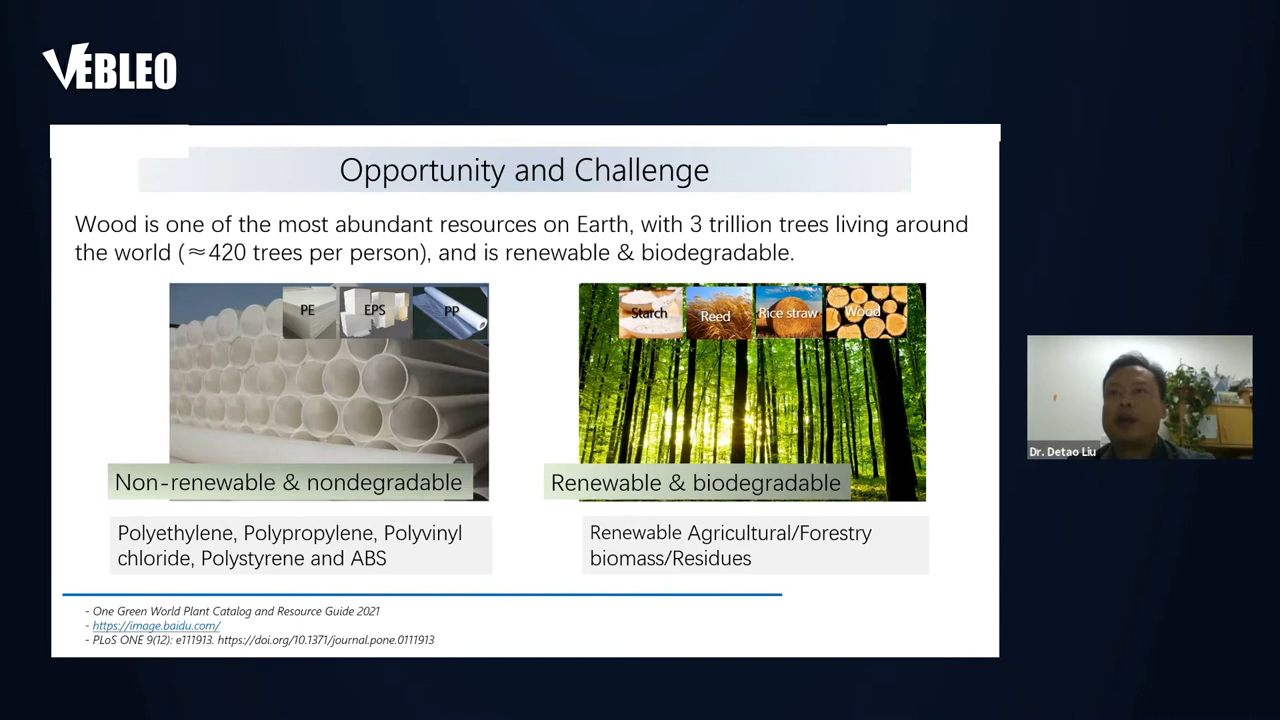 VEBLEO
Opportunity and Challenge
Wood is one of the most abundant resources on Earth, with 3 trillion trees living around
the world (≈420 trees per person), and is renewable & biodegradable.
PE
EPS
PP
Starch
Reed
Rice straw
Wood
Non-renewable & nondegradable
Renewable & biodegradable
Polyethylene, Polypropylene, Polyvinyl
chloride, Polystyrene and ABS
Renewable Agricultural/Forestry
biomass/Residues
- One Green World Plant Catalog and Resource Guide 2021
- https://image.baidu.com/
- PLoS ONE 9(12): e111913. https://doi.org/10.1371/journal.pone.0111913
Dr. Detao Liu